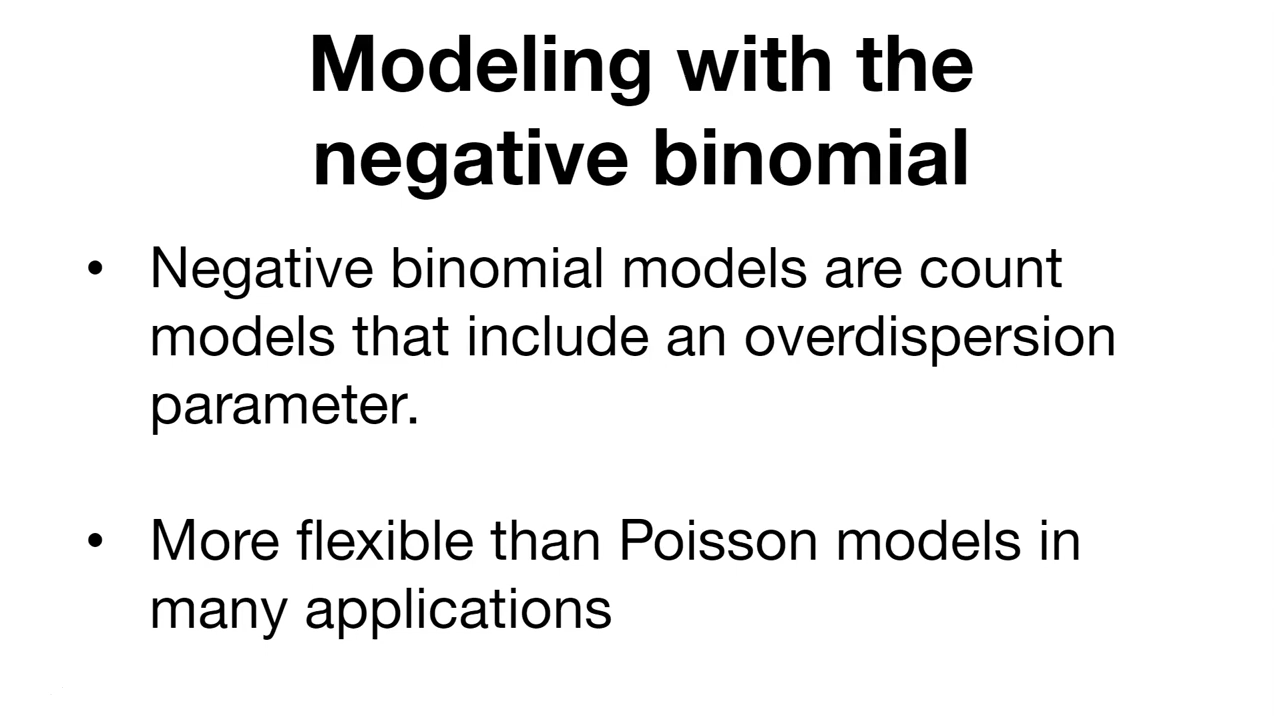 Modeling with the
negative binomial
• Negative binomial models are count
models that include an overdispersion
parameter.
• More flexible than Poisson models in
many applications